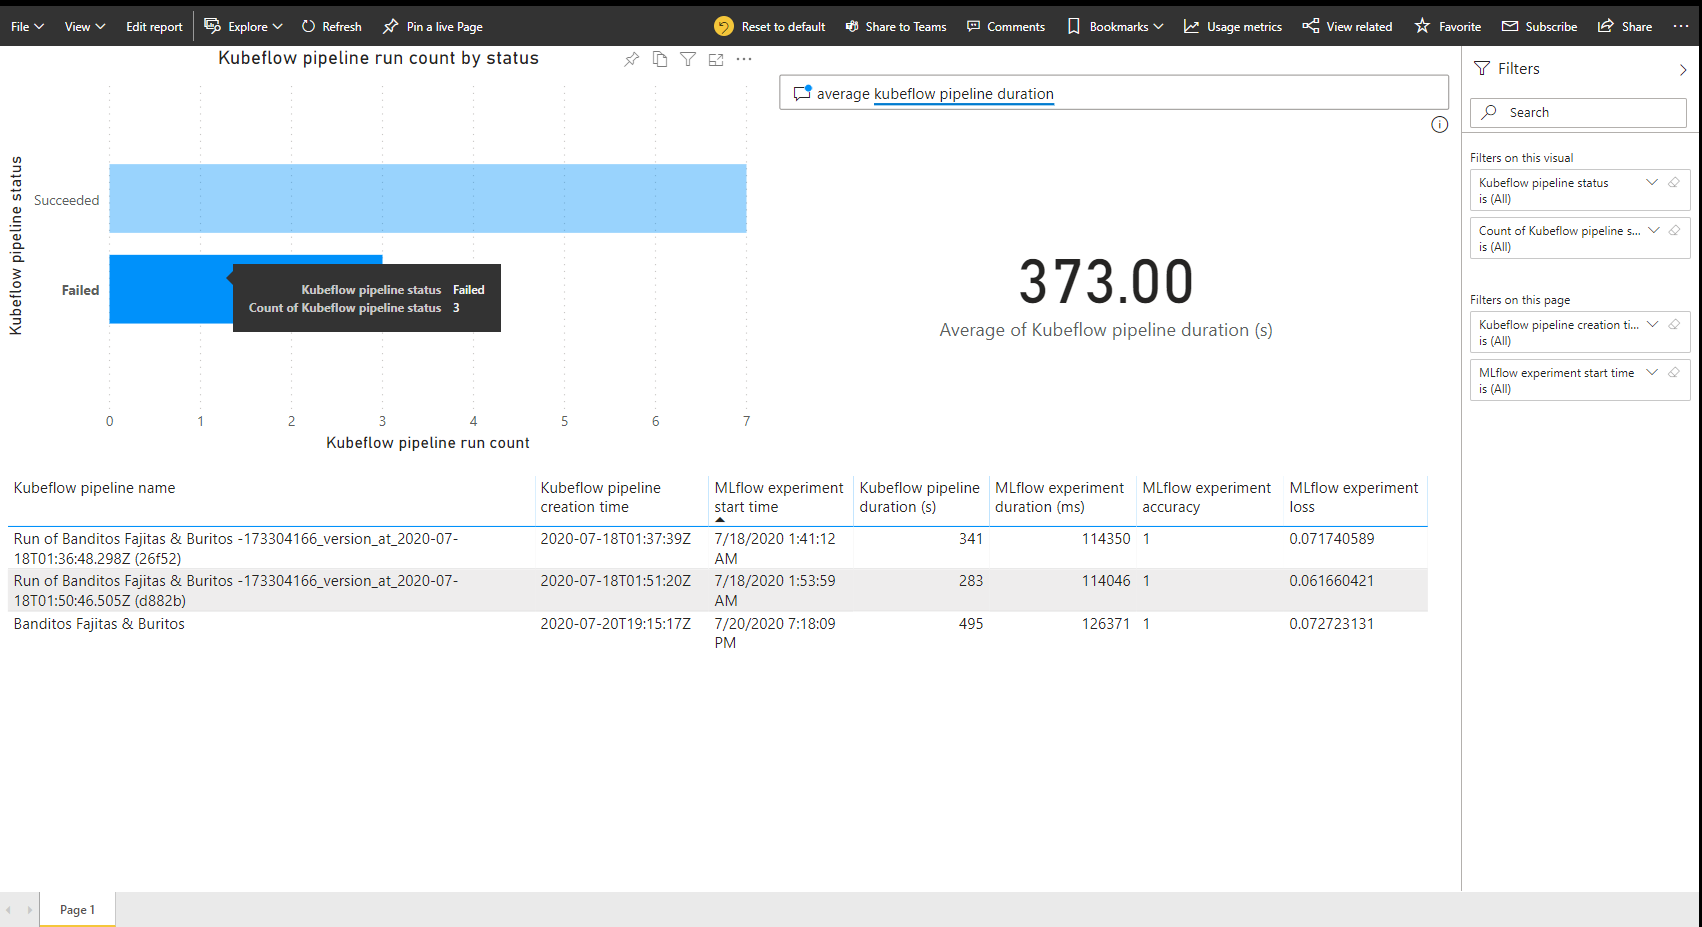 File View Edit report Explore Refresh Pin a live Page Reset to default Share to Teams Comments Bookmarks Usage metrics View related Favorite Subscribe Share
Kubeflow pipeline run count by status
Kubeflow pipeline status
Succeeded
Failed
Kubeflow pipeline status Failed
Count of Kubeflow pipeline status 3
0 1 2 3 4 5 6 7
Kubeflow pipeline run count
average kubeflow pipeline duration
373.00
Average of Kubeflow pipeline duration (s)
Kubeflow pipeline name
Kubeflow pipeline
creation time
MLflow experiment
start time
Kubeflow pipeline
duration (s)
MLflow experiment
duration (ms)
MLflow experiment
accuracy
MLflow experiment
loss
Run of Banditos Fajitas & Buritos -173304166_version_at_2020-07-
18T01:36:48.298Z (26f52)
2020-07-18T01:37:39Z
7/18/2020 1:41:12
AM
341
114350
1
0.071740589
Run of Banditos Fajitas & Buritos -173304166_version_at_2020-07-
18T01:50:46.505Z (d882b)
2020-07-18T01:51:20Z
7/18/2020 1:53:59
AM
283
114046
1
0.061660421
Banditos Fajitas & Buritos
2020-07-20T19:15:17Z
7/20/2020 7:18:09
PM
495
126371
1
0.072723131
Filters
Search
Filters on this visual
Kubeflow pipeline status
is (All)
Count of Kubeflow pipeline s...
is (All)
Filters on this page
Kubeflow pipeline creation ti...
is (All)
MLflow experiment start time
is (All)
Page 1